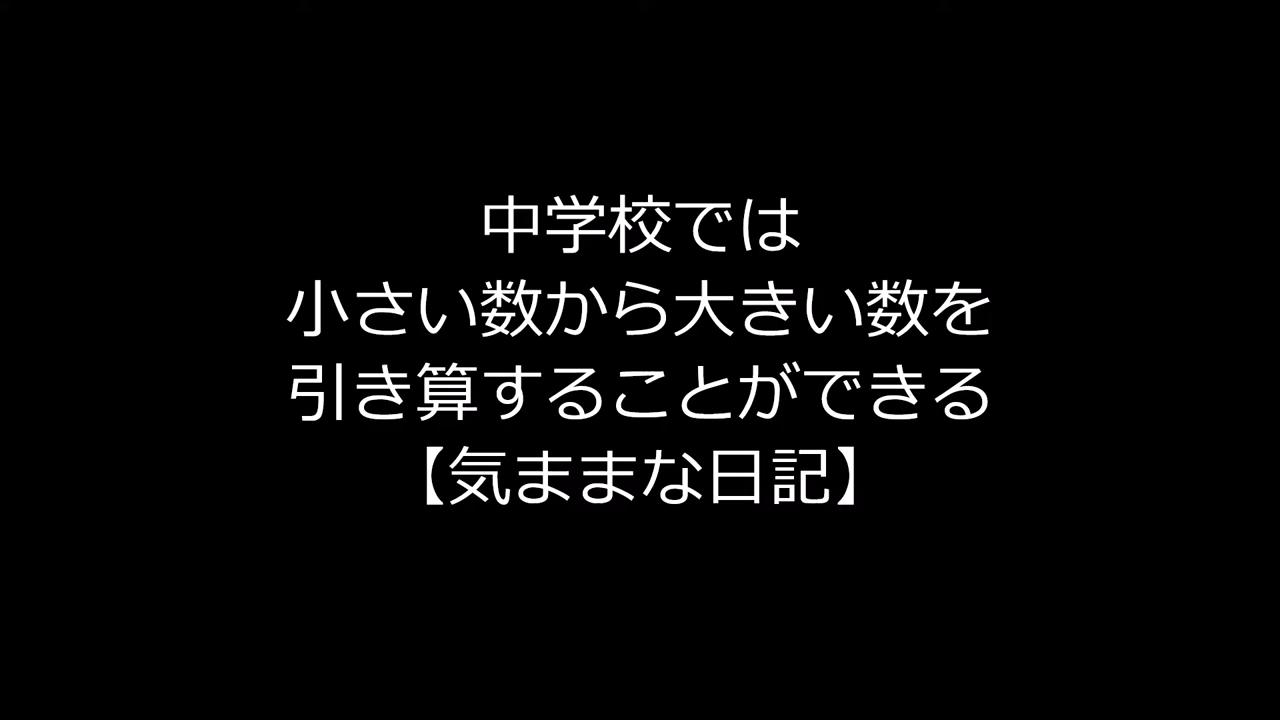 中学校では
小さい数から大きい数を
引き算することができる
【気ままな日記】